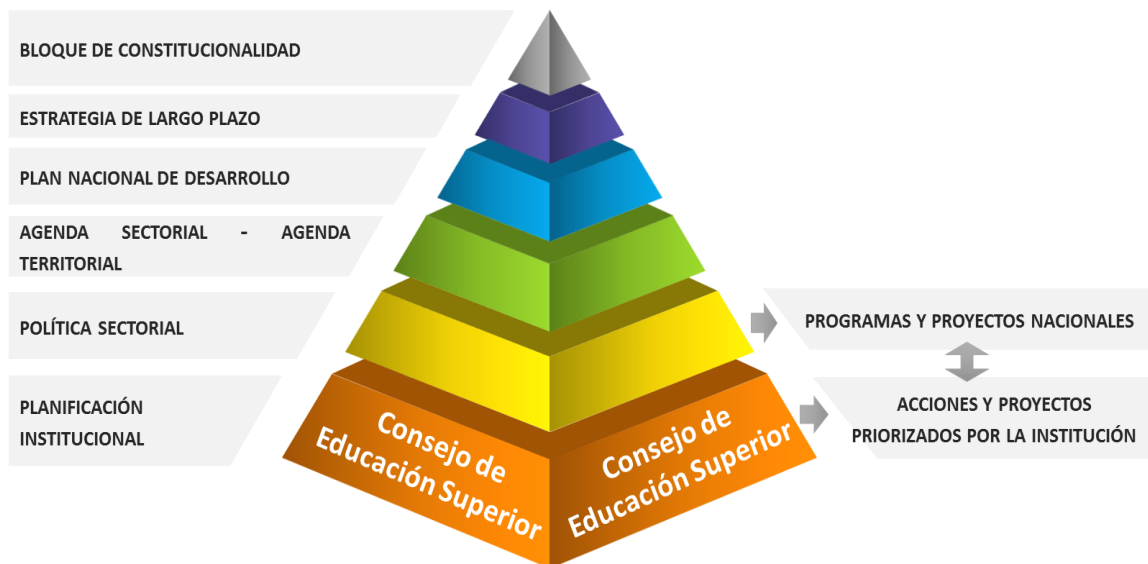 BLOQUE DE CONSTITUCIONALIDAD
ESTRATEGIA DE LARGO PLAZO
PLAN NACIONAL DE DESARROLLO
AGENDA SECTORIAL - AGENDA
TERRITORIAL
POLÍTICA SECTORIAL
PROGRAMAS Y PROYECTOS NACIONALES
PLANIFICACIÓN
INSTITUCIONAL
Consejo de
Educación Superior
Consejo de
Educación Superior
ACCIONES Y PROYECTOS
PRIORIZADOS POR LA INSTITUCIÓN